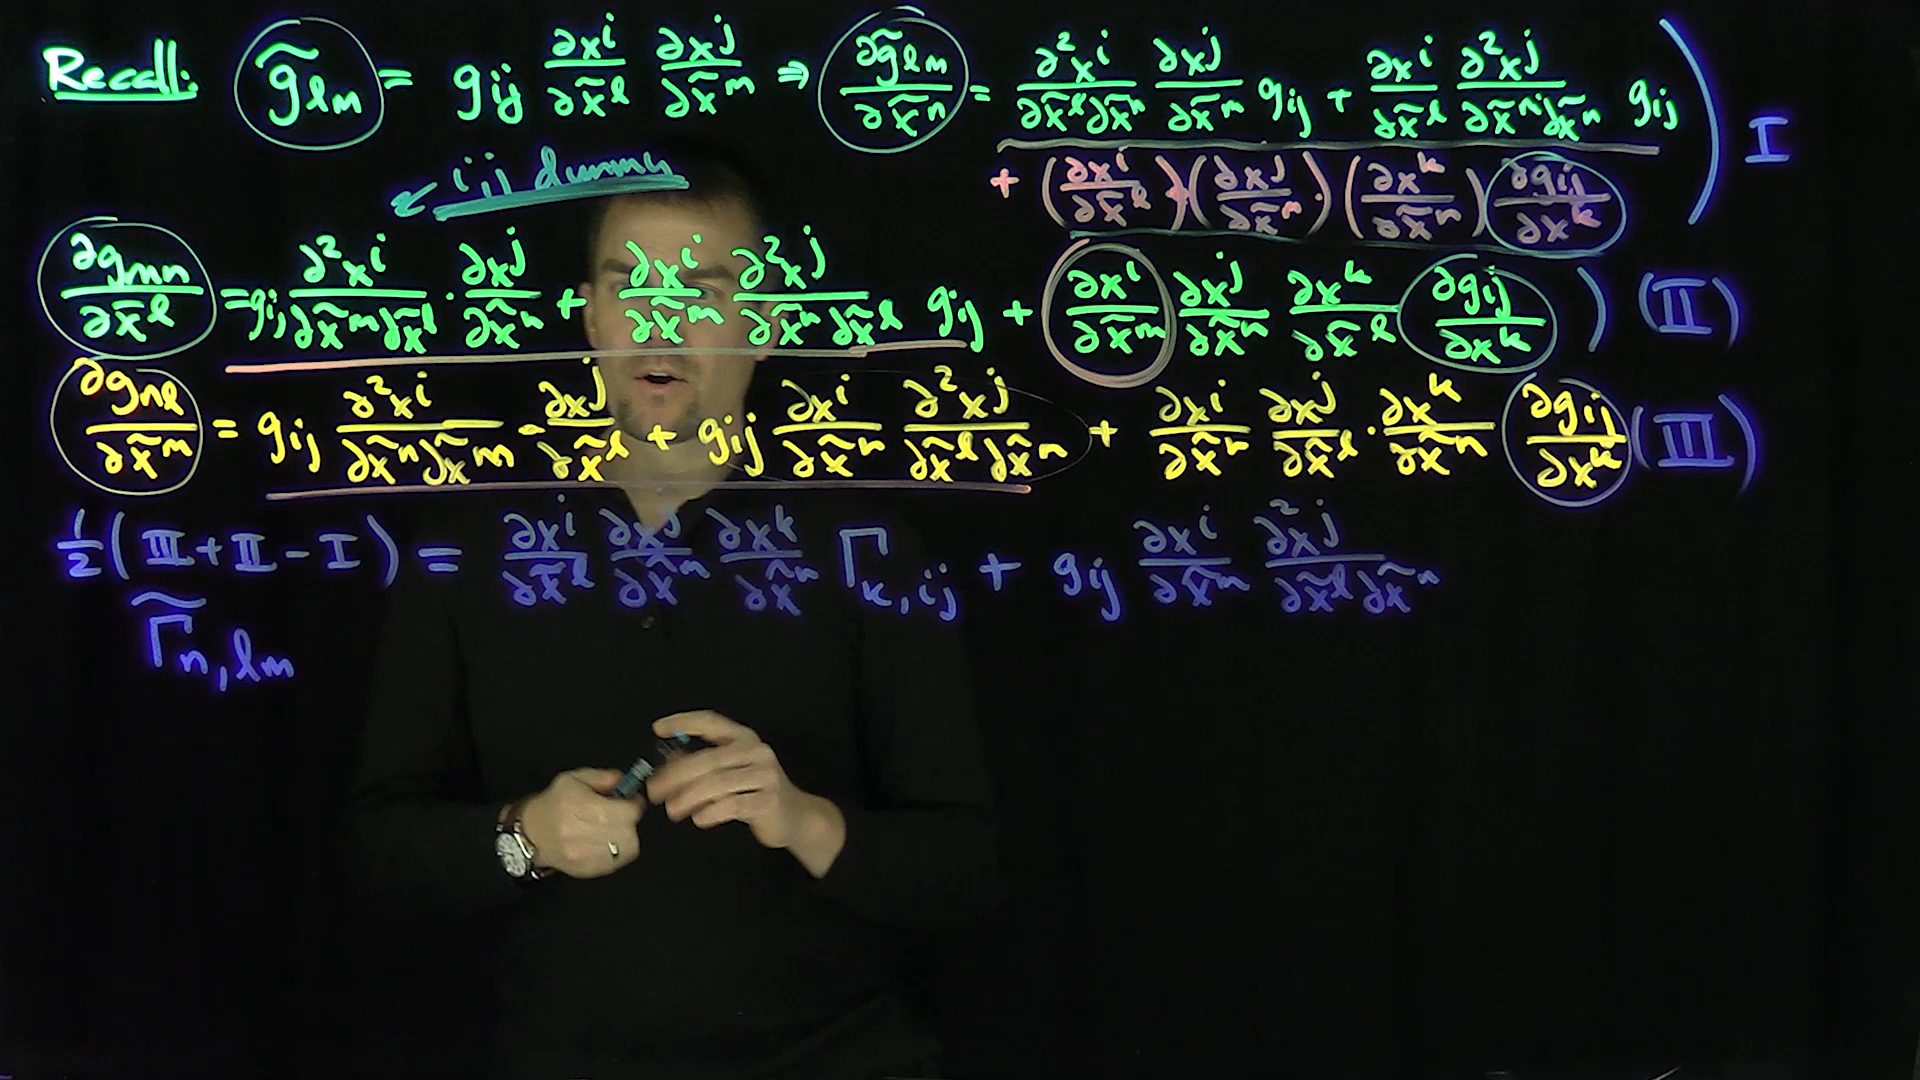 Recall: g̃lm = gij ∂xⁱ/∂x̃ˡ ∂xʲ/∂x̃ᵐ ⇒ ∂g̃lm/∂x̃ⁿ = ∂²xⁱ/∂x̃ˡ∂x̃ⁿ ∂xʲ/∂x̃ᵐ gij + ∂xⁱ/∂x̃ˡ ∂²xʲ/∂x̃ᵐ∂x̃ⁿ gij ) I
ij dummy
+ (∂xⁱ/∂x̃ˡ)·(∂xʲ/∂x̃ᵐ)·(∂xᵏ/∂x̃ⁿ) ∂gij/∂xᵏ
∂gmn/∂x̃ˡ = gij ∂²xⁱ/∂x̃ᵐ∂x̃ˡ · ∂xʲ/∂x̃ⁿ + ∂xⁱ/∂x̃ᵐ ∂²xʲ/∂x̃ⁿ∂x̃ˡ gij + ∂xⁱ/∂x̃ᵐ ∂xʲ/∂x̃ⁿ ∂xᵏ/∂x̃ˡ ∂gij/∂xᵏ ) (II)
∂gnl/∂x̃ᵐ = gij ∂²xⁱ/∂x̃ⁿ∂x̃ᵐ · ∂xʲ/∂x̃ˡ + gij ∂xⁱ/∂x̃ⁿ ∂²xʲ/∂x̃ˡ∂x̃ᵐ + ∂xⁱ/∂x̃ⁿ ∂xʲ/∂x̃ˡ · ∂xᵏ/∂x̃ᵐ ∂gij/∂xᵏ (III)
½(III+II−I) = ∂xⁱ/∂x̃ˡ ∂xʲ/∂x̃ᵐ ∂xᵏ/∂x̃ⁿ Γk,ij + gij ∂xⁱ/∂x̃ⁿ ∂²xʲ/∂x̃ˡ∂x̃ᵐ
Γ̃n,lm